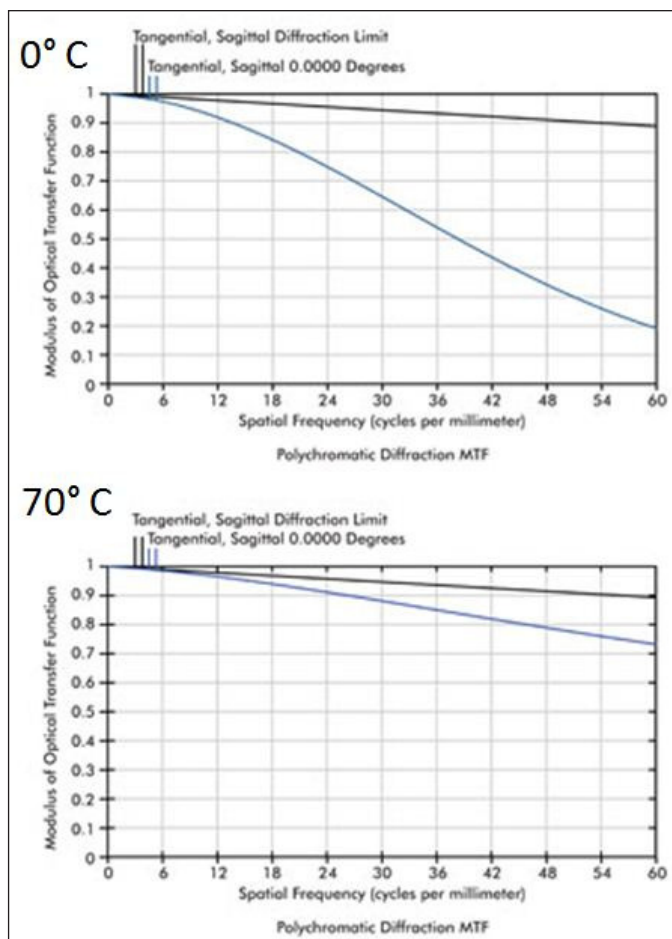 0° C
Tangential, Sagittal Diffraction Limit
Tangential, Sagittal 0.0000 Degrees
Modulus of Optical Transfer Function
1
0.9
0.8
0.7
0.6
0.5
0.4
0.3
0.2
0.1
0
0 6 12 18 24 30 36 42 48 54 60
Spatial Frequency (cycles per millimeter)
Polychromatic Diffraction MTF
70° C
Tangential, Sagittal Diffraction Limit
Tangential, Sagittal 0.0000 Degrees
Modulus of Optical Transfer Function
1
0.9
0.8
0.7
0.6
0.5
0.4
0.3
0.2
0.1
0
0 6 12 18 24 30 36 42 48 54 60
Spatial Frequency (cycles per millimeter)
Polychromatic Diffraction MTF